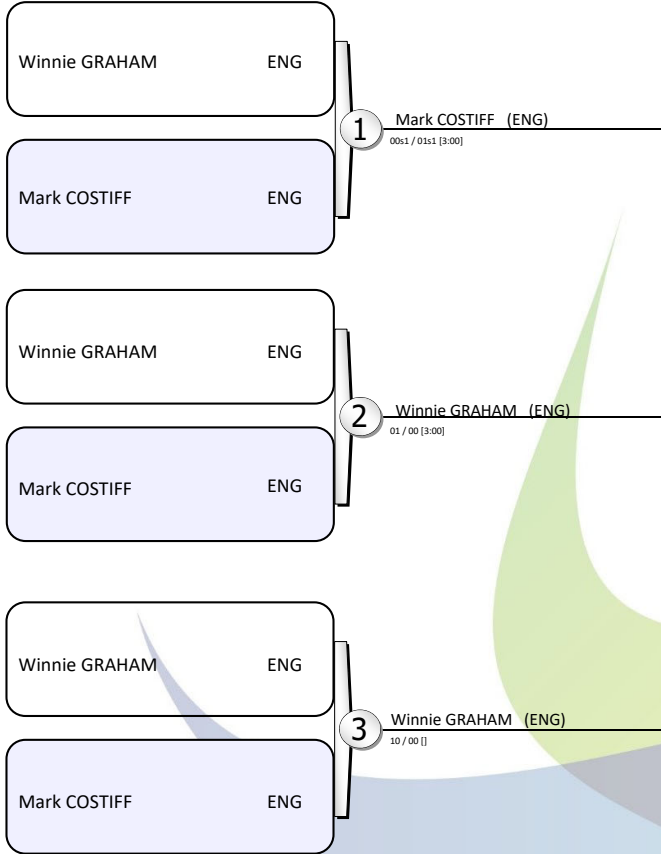 Winnie GRAHAM ENG
1 Mark COSTIFF (ENG)
00s1 / 01s1 [3:00]
Mark COSTIFF ENG
Winnie GRAHAM ENG
2 Winnie GRAHAM (ENG)
01 / 00 [3:00]
Mark COSTIFF ENG
Winnie GRAHAM ENG
3 Winnie GRAHAM (ENG)
10 / 00 []
Mark COSTIFF ENG